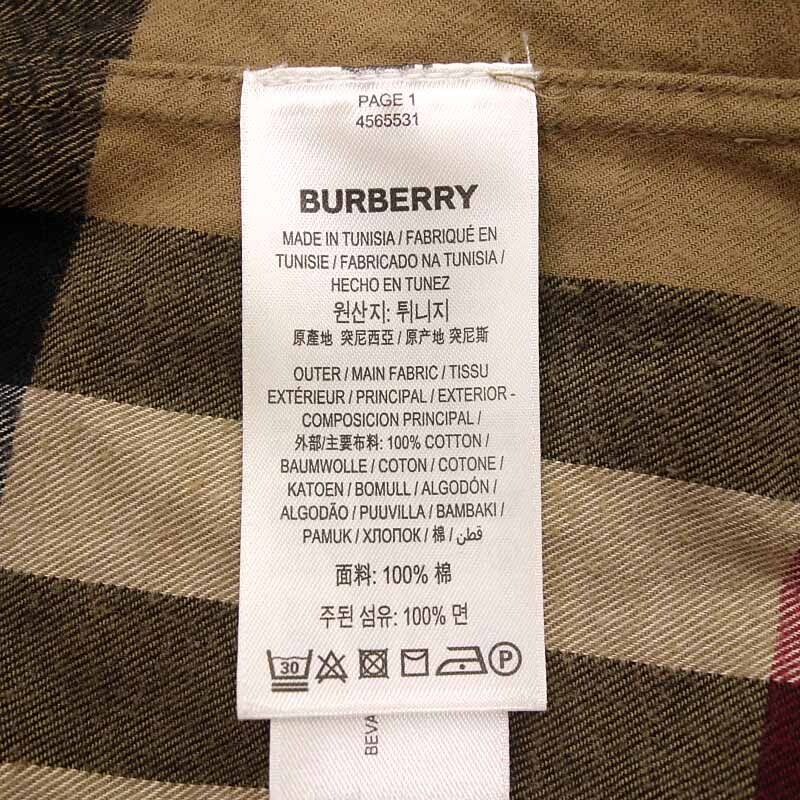 PAGE 1
4565531
BURBERRY
MADE IN TUNISIA / FABRIQUÉ EN
TUNISIE / FABRICADO NA TUNISIA /
HECHO EN TUNEZ
원산지: 튀니지
原產地 突尼西亞 / 原产地 突尼斯
OUTER / MAIN FABRIC / TISSU
EXTÉRIEUR / PRINCIPAL / EXTERIOR -
COMPOSICION PRINCIPAL /
外部/主要布料: 100% COTTON /
BAUMWOLLE / COTON / COTONE /
KATOEN / BOMULL / ALGODÓN /
ALGODÃO / PUUVILLA / BAMBAKI /
PAMUK / ХЛОПОК / 棉 / قطن
面料: 100% 棉
주된 섬유: 100% 면
30 P
BEVA